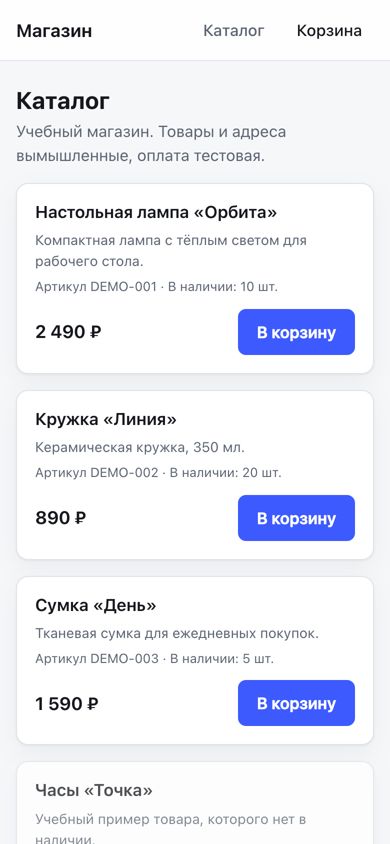 Магазин
Каталог
Корзина
Каталог
Учебный магазин. Товары и адреса
вымышленные, оплата тестовая.
Настольная лампа «Орбита»
Компактная лампа с тёплым светом для
рабочего стола.
Артикул DEMO-001 · В наличии: 10 шт.
2 490 ₽
В корзину
Кружка «Линия»
Керамическая кружка, 350 мл.
Артикул DEMO-002 · В наличии: 20 шт.
890 ₽
В корзину
Сумка «День»
Тканевая сумка для ежедневных покупок.
Артикул DEMO-003 · В наличии: 5 шт.
1 590 ₽
В корзину
Часы «Точка»
Учебный пример товара, которого нет в
наличии.